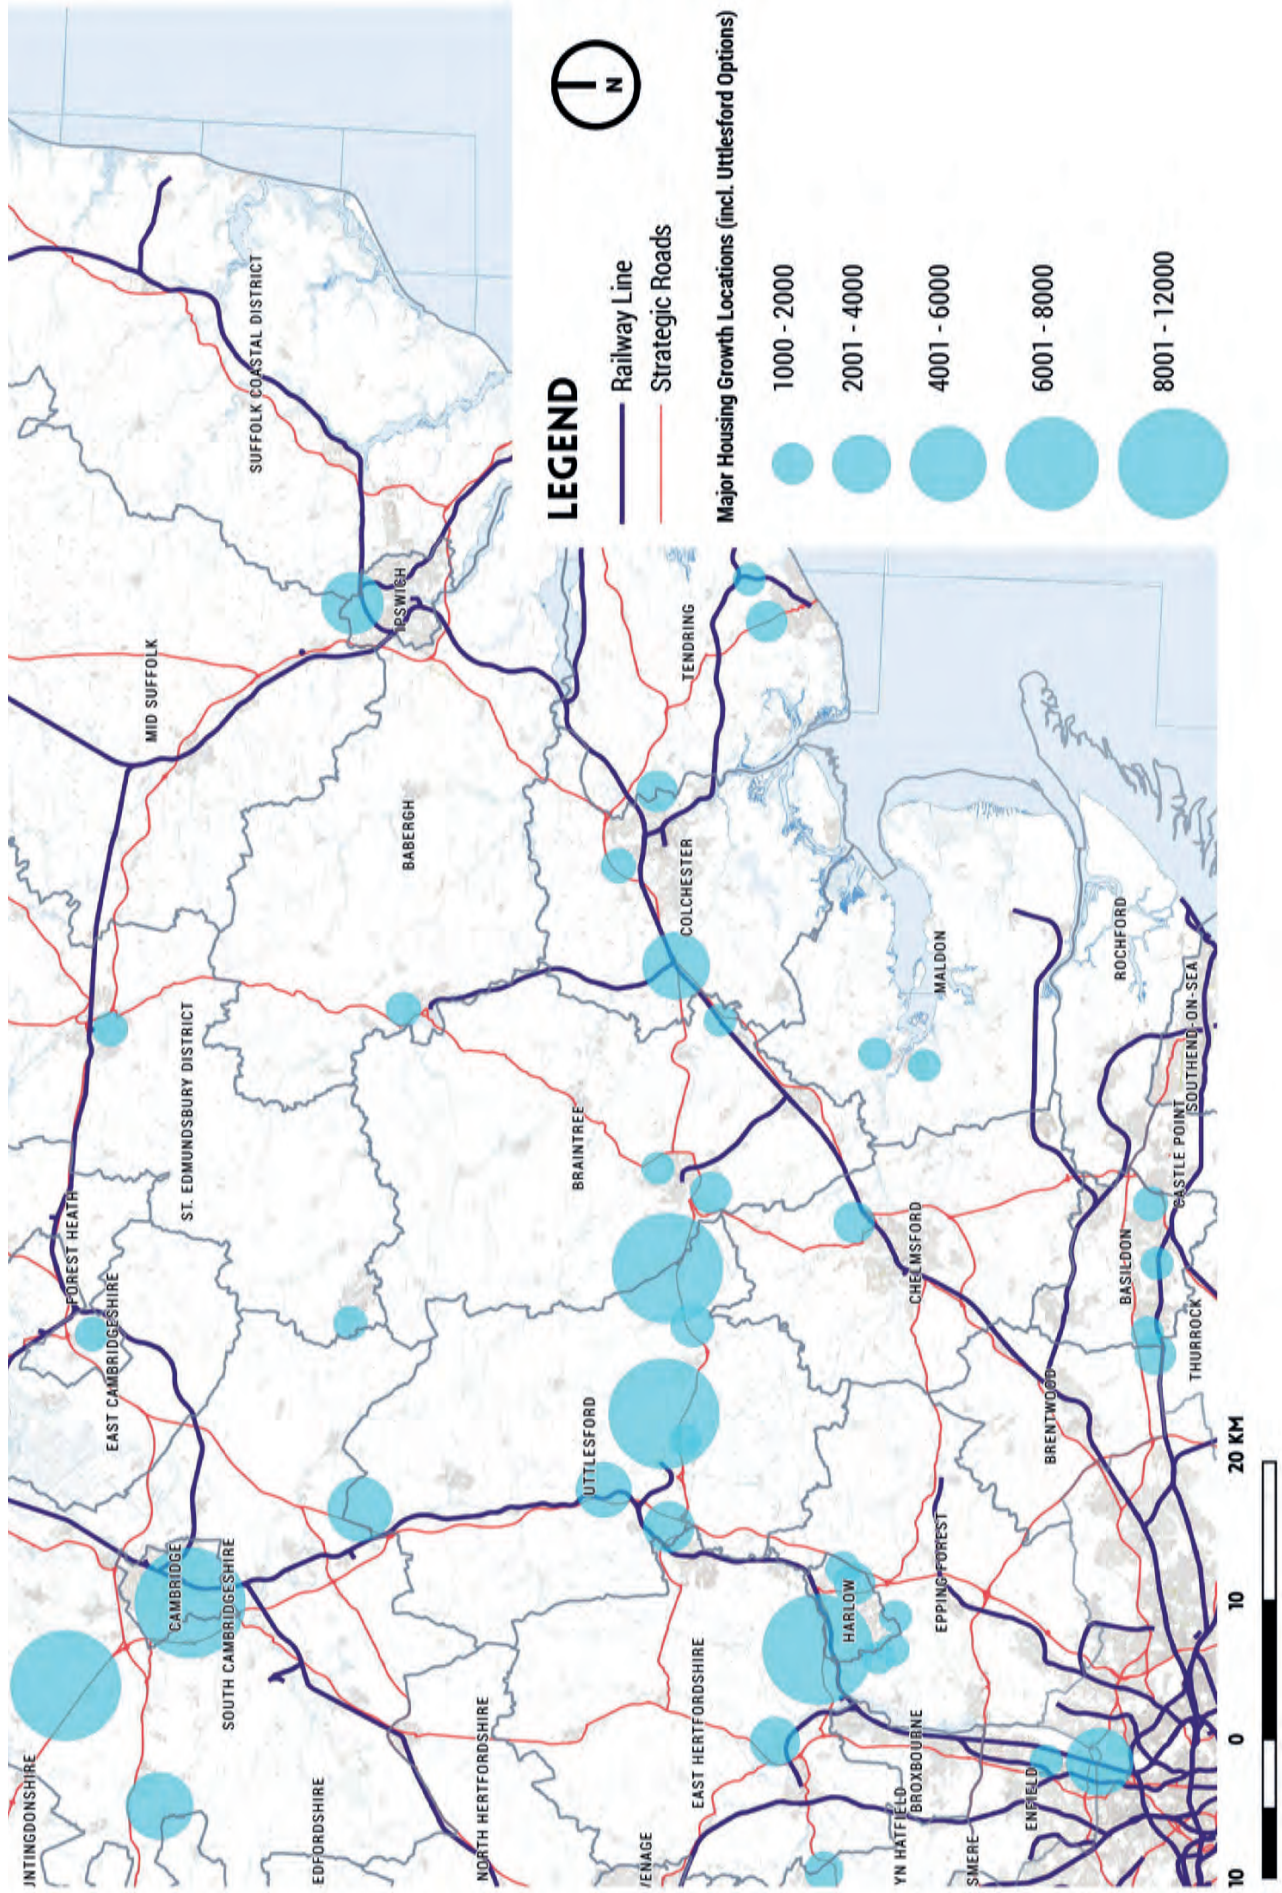 UNTINGDONSHIRE
CAMBRIDGE
SOUTH CAMBRIDGESHIRE
EDFORDSHIRE
NORTH HERTFORDSHIRE
VENAGE
EAST HERTFORDSHIRE
YN HATFIELD
BROXBOURNE
SMERE
ENFIELD
EPPING FOREST
HARLOW
UTTLESFORD
EAST CAMBRIDGESHIRE
FOREST HEATH
ST. EDMUNDSBURY DISTRICT
BRAINTREE
CHELMSFORD
BRENTWOOD
BASILDON
THURROCK
CASTLE POINT
SOUTHEND-ON-SEA
ROCHFORD
MALDON
COLCHESTER
BABERGH
MID SUFFOLK
IPSWICH
TENDRING
SUFFOLK COASTAL DISTRICT
LEGEND
Railway Line
Strategic Roads
Major Housing Growth Locations (incl. Uttlesford Options)
1000 - 2000
2001 - 4000
4001 - 6000
6001 - 8000
8001 - 12000
N
10 0 10 20 KM